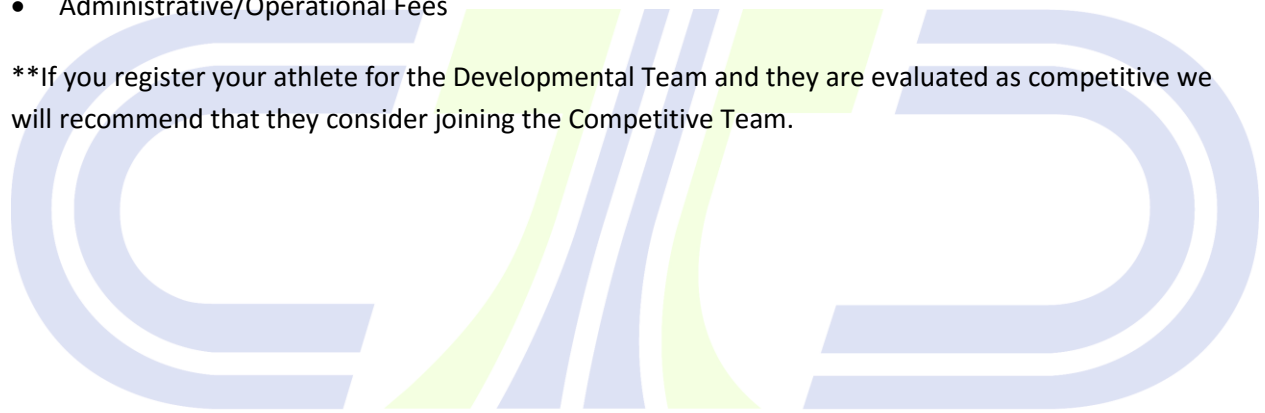 • Administrative/Operational Fees
**If you register your athlete for the Developmental Team and they are evaluated as competitive we
will recommend that they consider joining the Competitive Team.